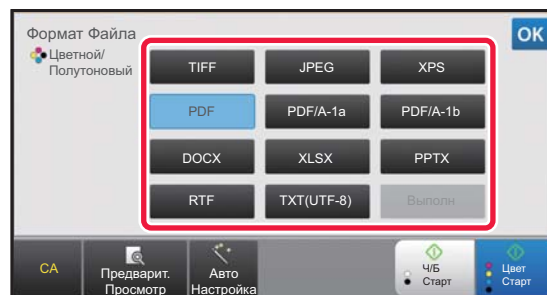 Формат Файла
OK
Цветной/
Полутоновый
TIFF JPEG XPS
PDF PDF/A-1a PDF/A-1b
DOCX XLSX PPTX
RTF TXT(UTF-8) Выполн
CA
Предварит.
Просмотр
Авто
Настройка
Ч/Б
Старт
Цвет
Старт